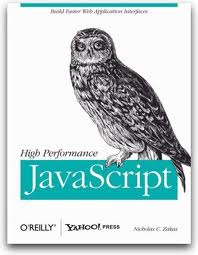 Build Faster Web Application Interfaces
High Performance
JavaScript
O'REILLY® YAHOO! PRESS
Nicholas C. Zakas